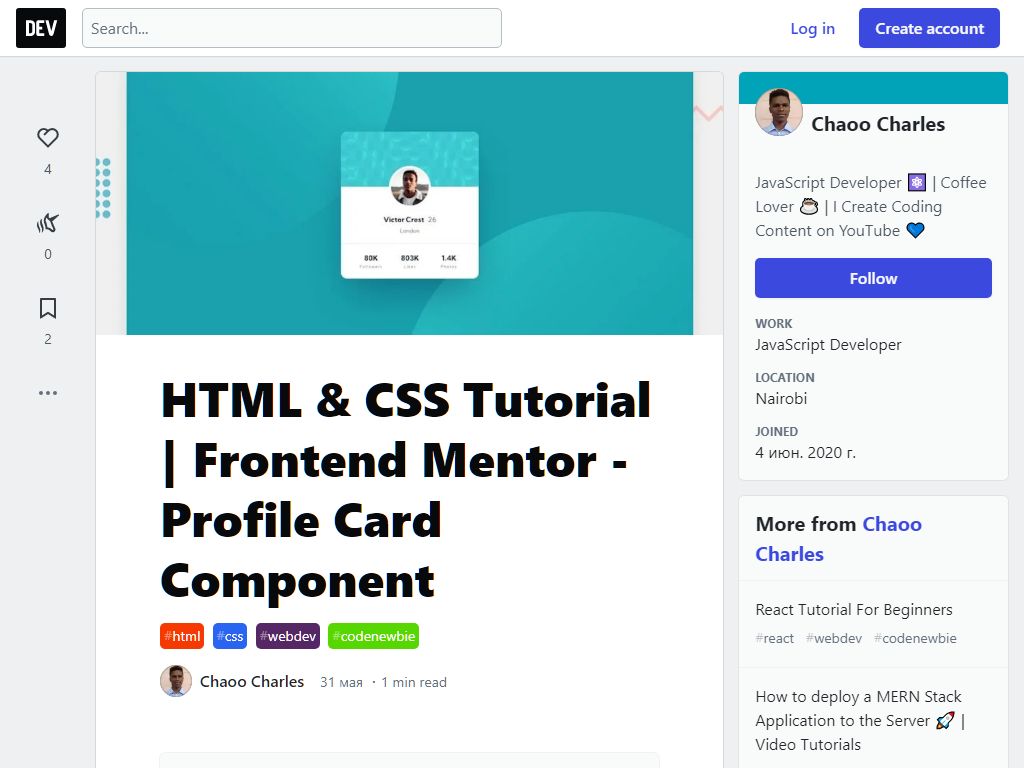 DEV
Search...
Log in
Create account
4
0
2
Victor Crest 26
London
80K
803K
1.4K
Followers
Likes
Photos
HTML & CSS Tutorial
| Frontend Mentor -
Profile Card
Component
#html #css #webdev #codenewbie
Chaoo Charles 31 мая · 1 min read
Chaoo Charles
JavaScript Developer ⚛️ | Coffee
Lover ☕ | I Create Coding
Content on YouTube 💙
Follow
WORK
JavaScript Developer
LOCATION
Nairobi
JOINED
4 июн. 2020 г.
More from Chaoo
Charles
React Tutorial For Beginners
#react #webdev #codenewbie
How to deploy a MERN Stack
Application to the Server 🚀 |
Video Tutorials